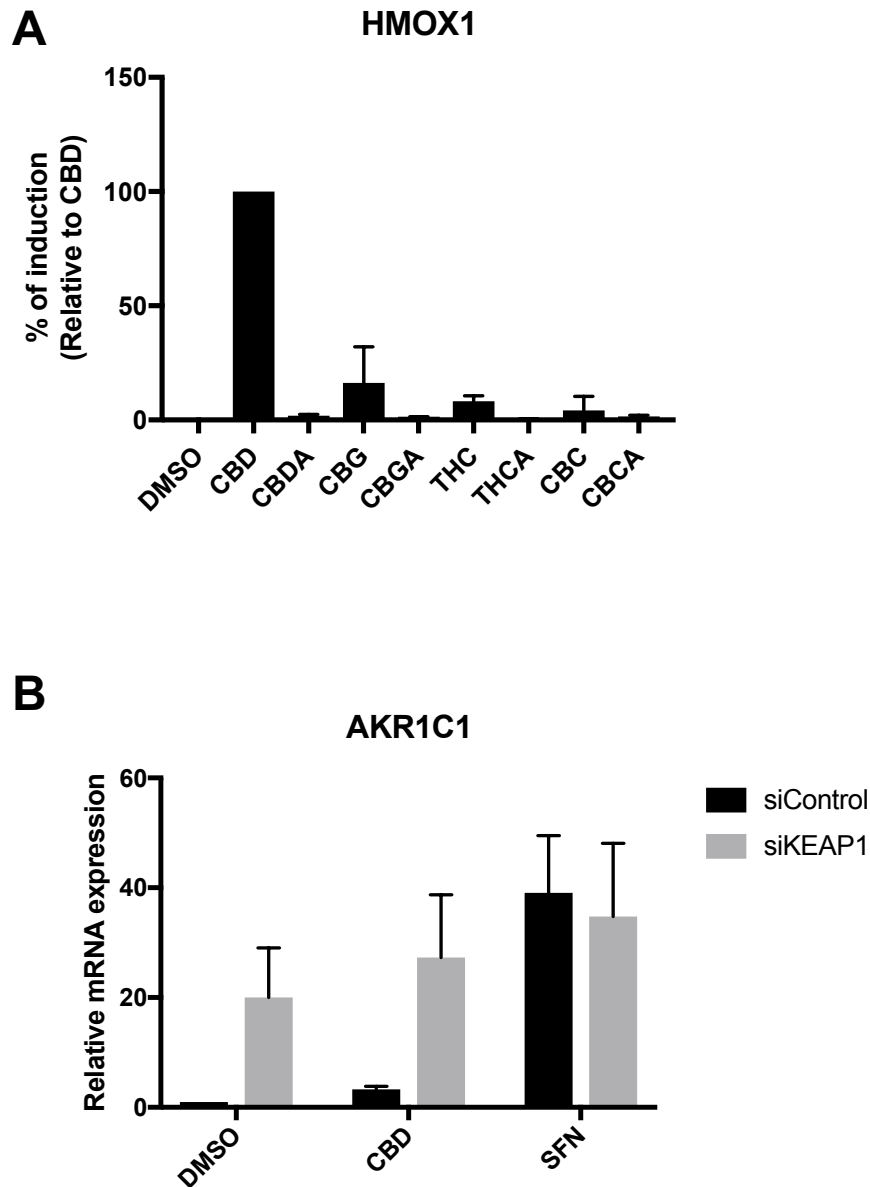 A
HMOX1
% of induction
(Relative to CBD)
150
100
50
0
DMSO
CBD
CBDA
CBG
CBGA
THC
THCA
CBC
CBCA
B
AKR1C1
Relative mRNA expression
60
40
20
0
DMSO
CBD
SFN
siControl
siKEAP1